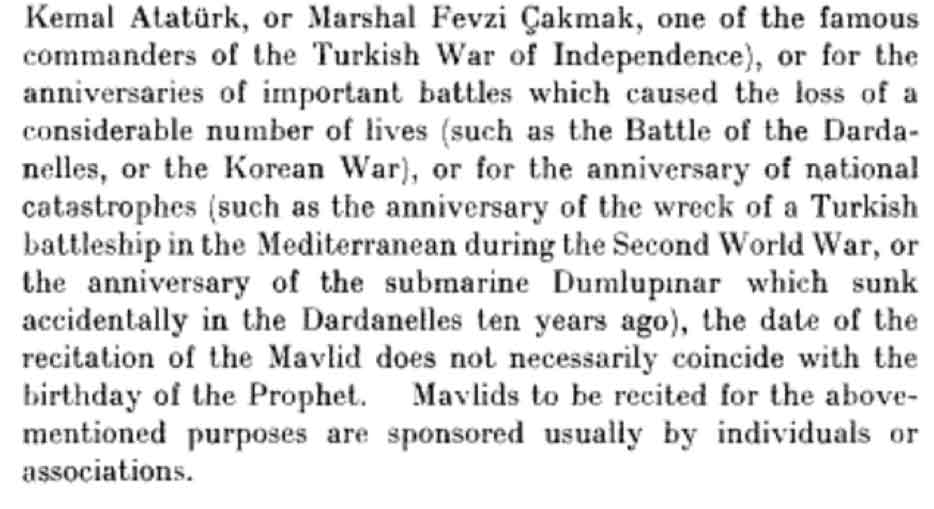 Kemal Atatürk, or Marshal Fevzi Çakmak, one of the famous
commanders of the Turkish War of Independence), or for the
anniversaries of important battles which caused the loss of a
considerable number of lives (such as the Battle of the Darda-
nelles, or the Korean War), or for the anniversary of national
catastrophes (such as the anniversary of the wreck of a Turkish
battleship in the Mediterranean during the Second World War, or
the anniversary of the submarine Dumlupınar which sunk
accidentally in the Dardanelles ten years ago), the date of the
recitation of the Mavlid does not necessarily coincide with the
birthday of the Prophet. Mavlids to be recited for the above-
mentioned purposes are sponsored usually by individuals or
associations.